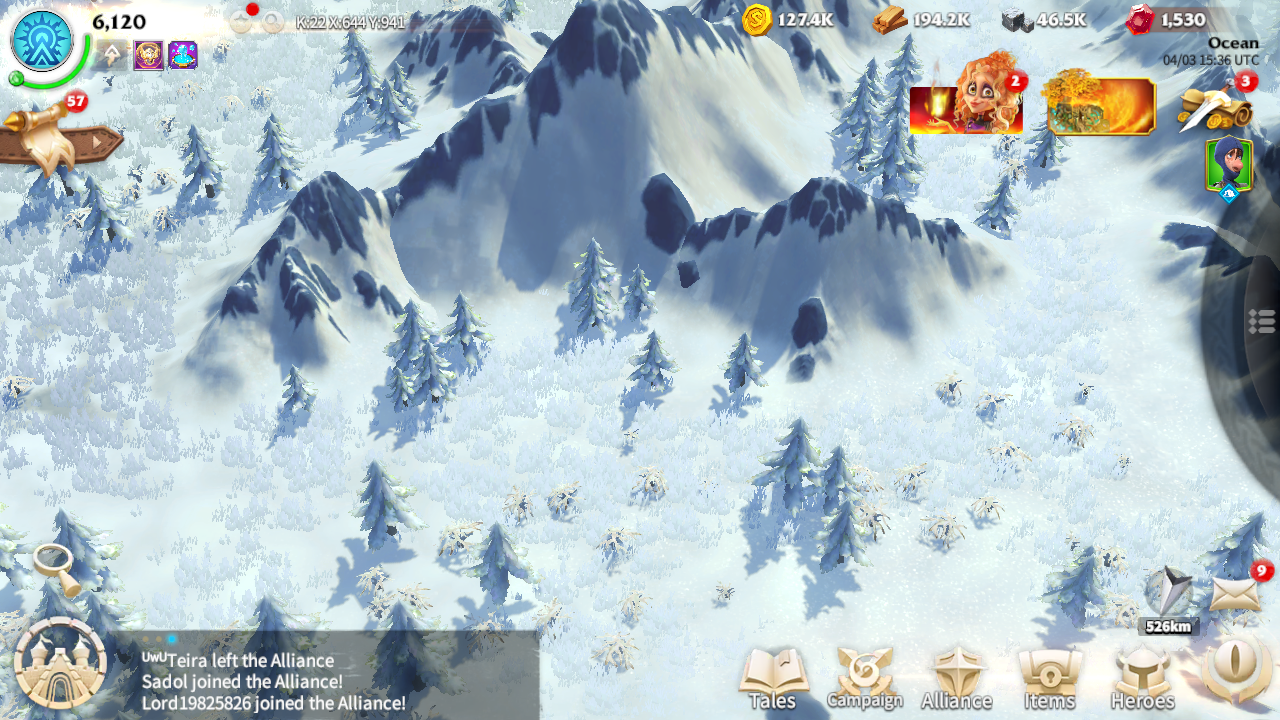 6,120
K:22 X:644 Y:941
127.4K
194.2K
46.5K
1,530
Ocean
04/03 15:36 UTC
2
3
57
9
526km
UwUTeira left the Alliance
Sadol joined the Alliance!
Lord19825826 joined the Alliance!
Tales
Campaign
Alliance
Items
Heroes